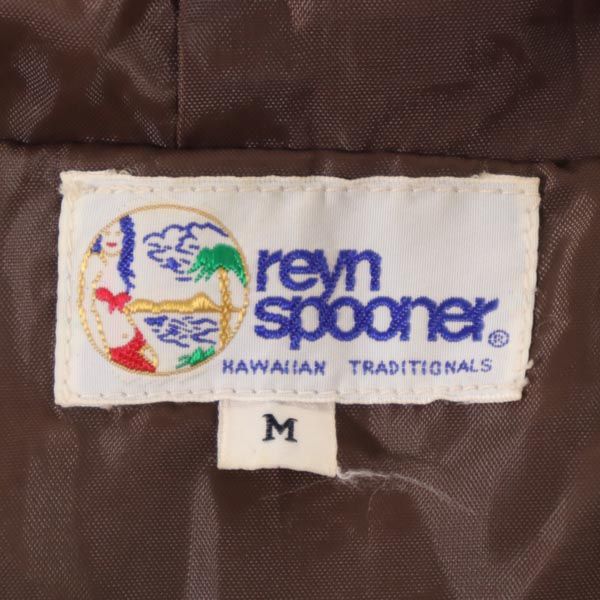 reyn
spooner®
HAWAIIAN TRADITIONALS
M